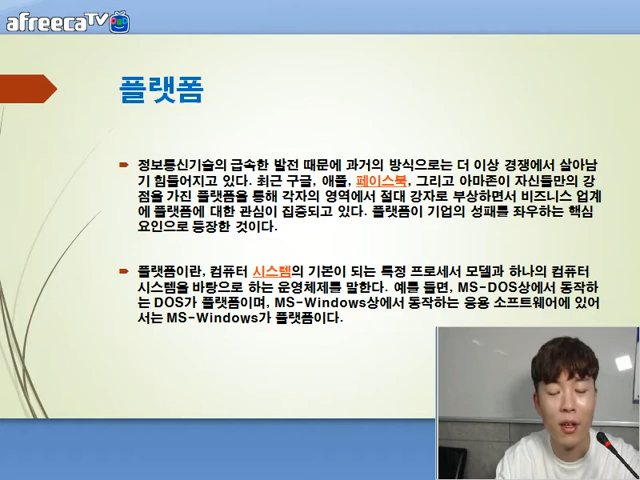 afreecaTV
플랫폼
정보통신기술의 급속한 발전 때문에 과거의 방식으로는 더 이상 경쟁에서 살아남
기 힘들어지고 있다. 최근 구글, 애플, 페이스북, 그리고 아마존이 자신들만의 강
점을 가진 플랫폼을 통해 각자의 영역에서 절대 강자로 부상하면서 비즈니스 업계
에 플랫폼에 대한 관심이 집중되고 있다. 플랫폼이 기업의 성패를 좌우하는 핵심
요인으로 등장한 것이다.
플랫폼이란, 컴퓨터 시스템의 기본이 되는 특정 프로세서 모델과 하나의 컴퓨터
시스템을 바탕으로 하는 운영체제를 말한다. 예를 들면, MS-DOS상에서 동작하
는 DOS가 플랫폼이며, MS-Windows상에서 동작하는 응용 소프트웨어에 있어
서는 MS-Windows가 플랫폼이다.